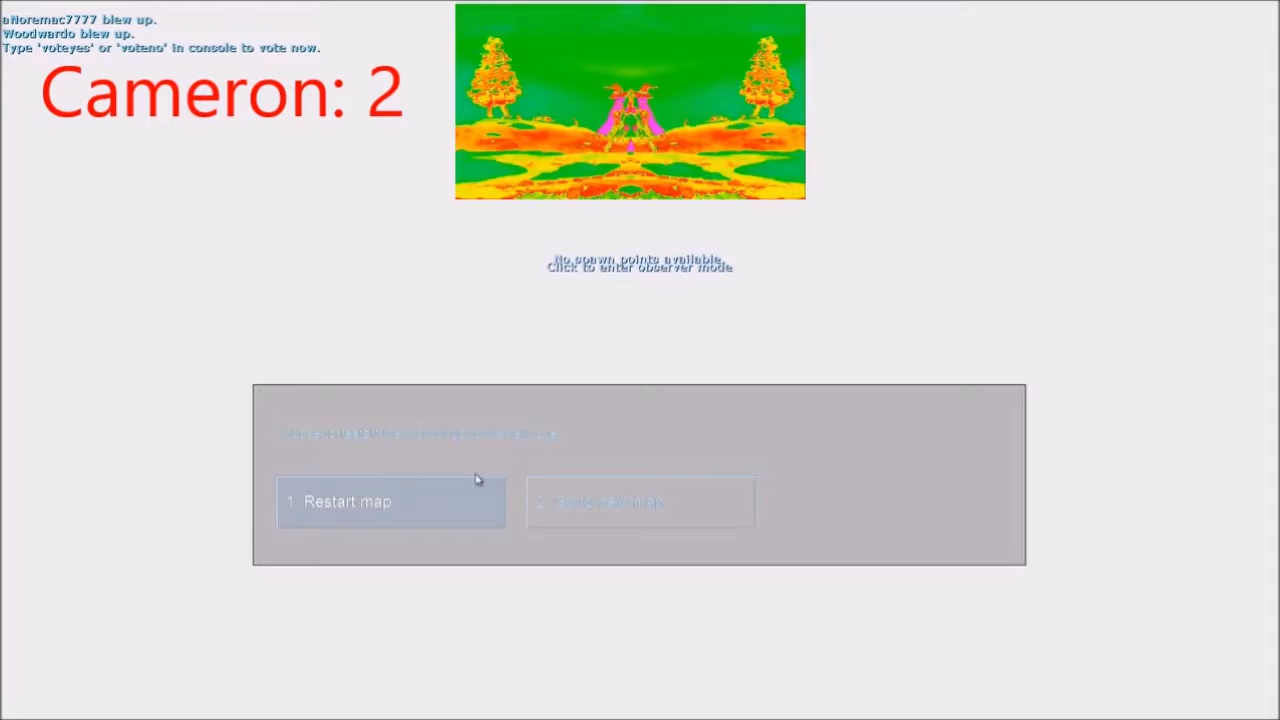 aNoremac7777 blew up.
Woodwardo blew up.
Type 'voteyes' or 'voteno' in console to vote now.
Cameron: 2
No spawn points available.
Click to enter observer mode
1 Restart map